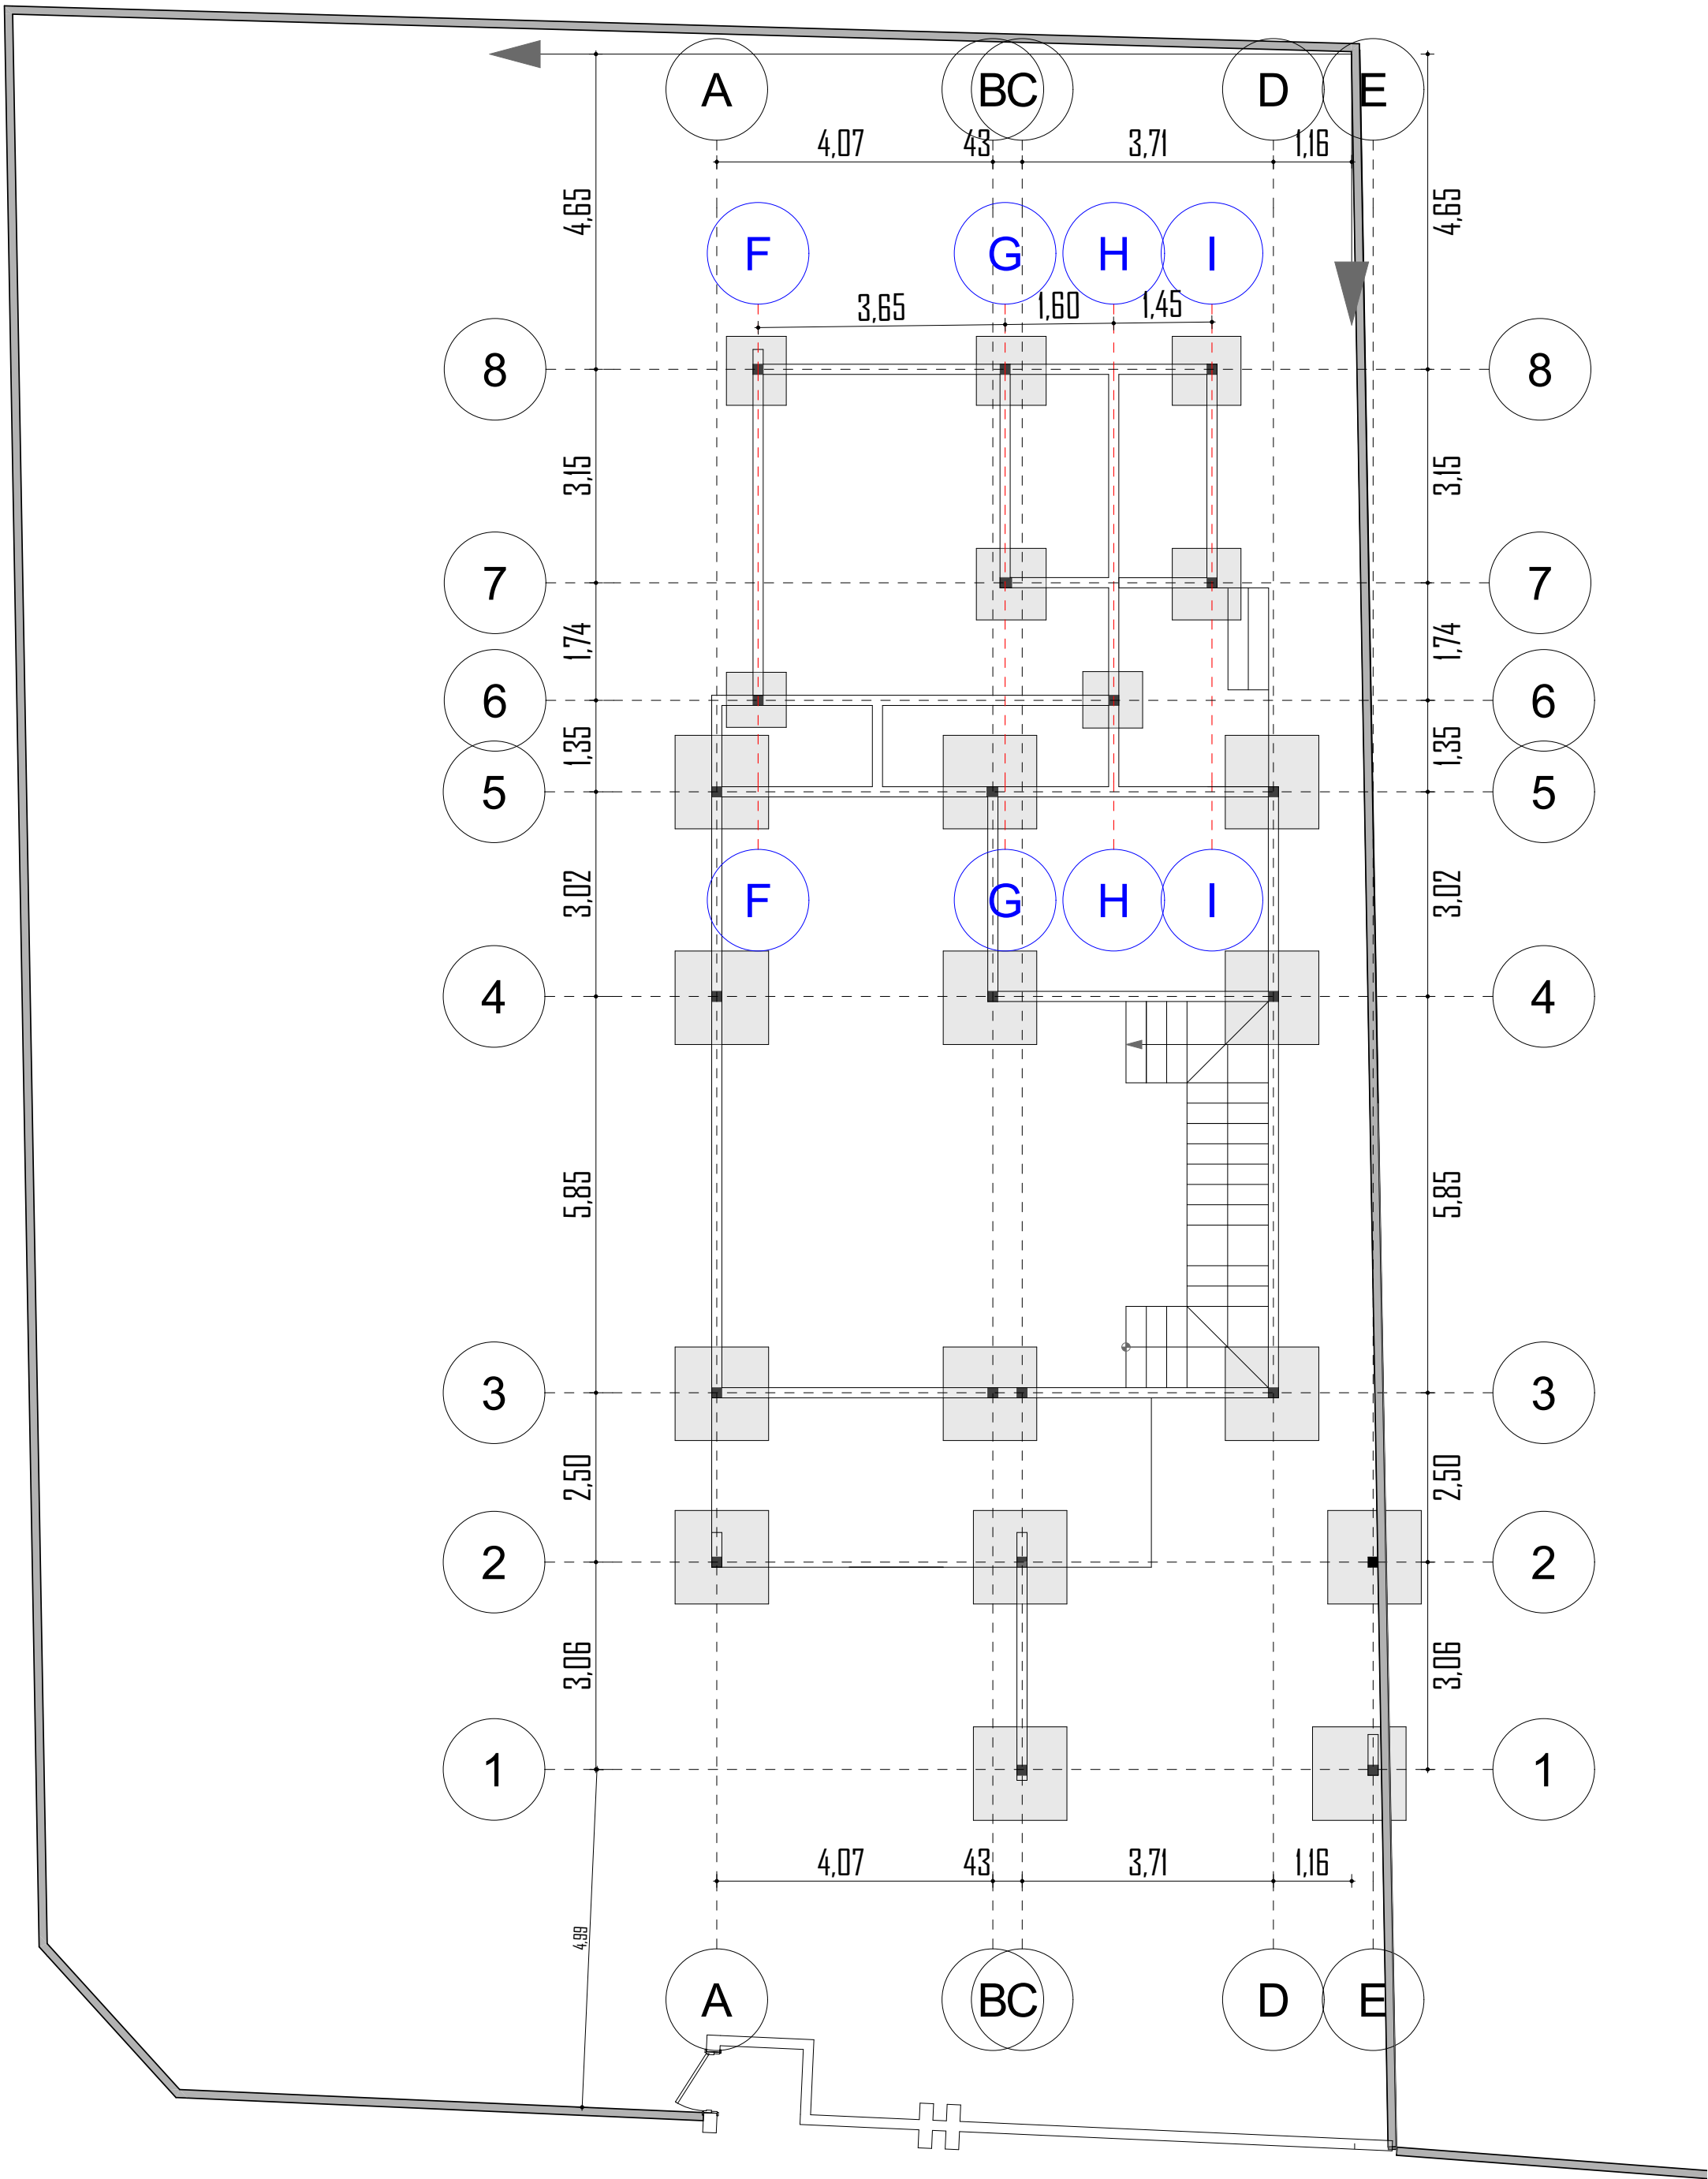 A BC D E
4,07 43 3,71 1,16
4,65 4,65
F G H I
3,65 1,60 1,45
8 8
3,15 3,15
7 7
1,74 1,74
6 6
1,35 1,35
5 5
3,02 3,02
F G H I
4 4
5,85 5,85
3 3
2,50 2,50
2 2
3,06 3,06
1 1
4,07 43 3,71 1,16
4,99
A BC D E